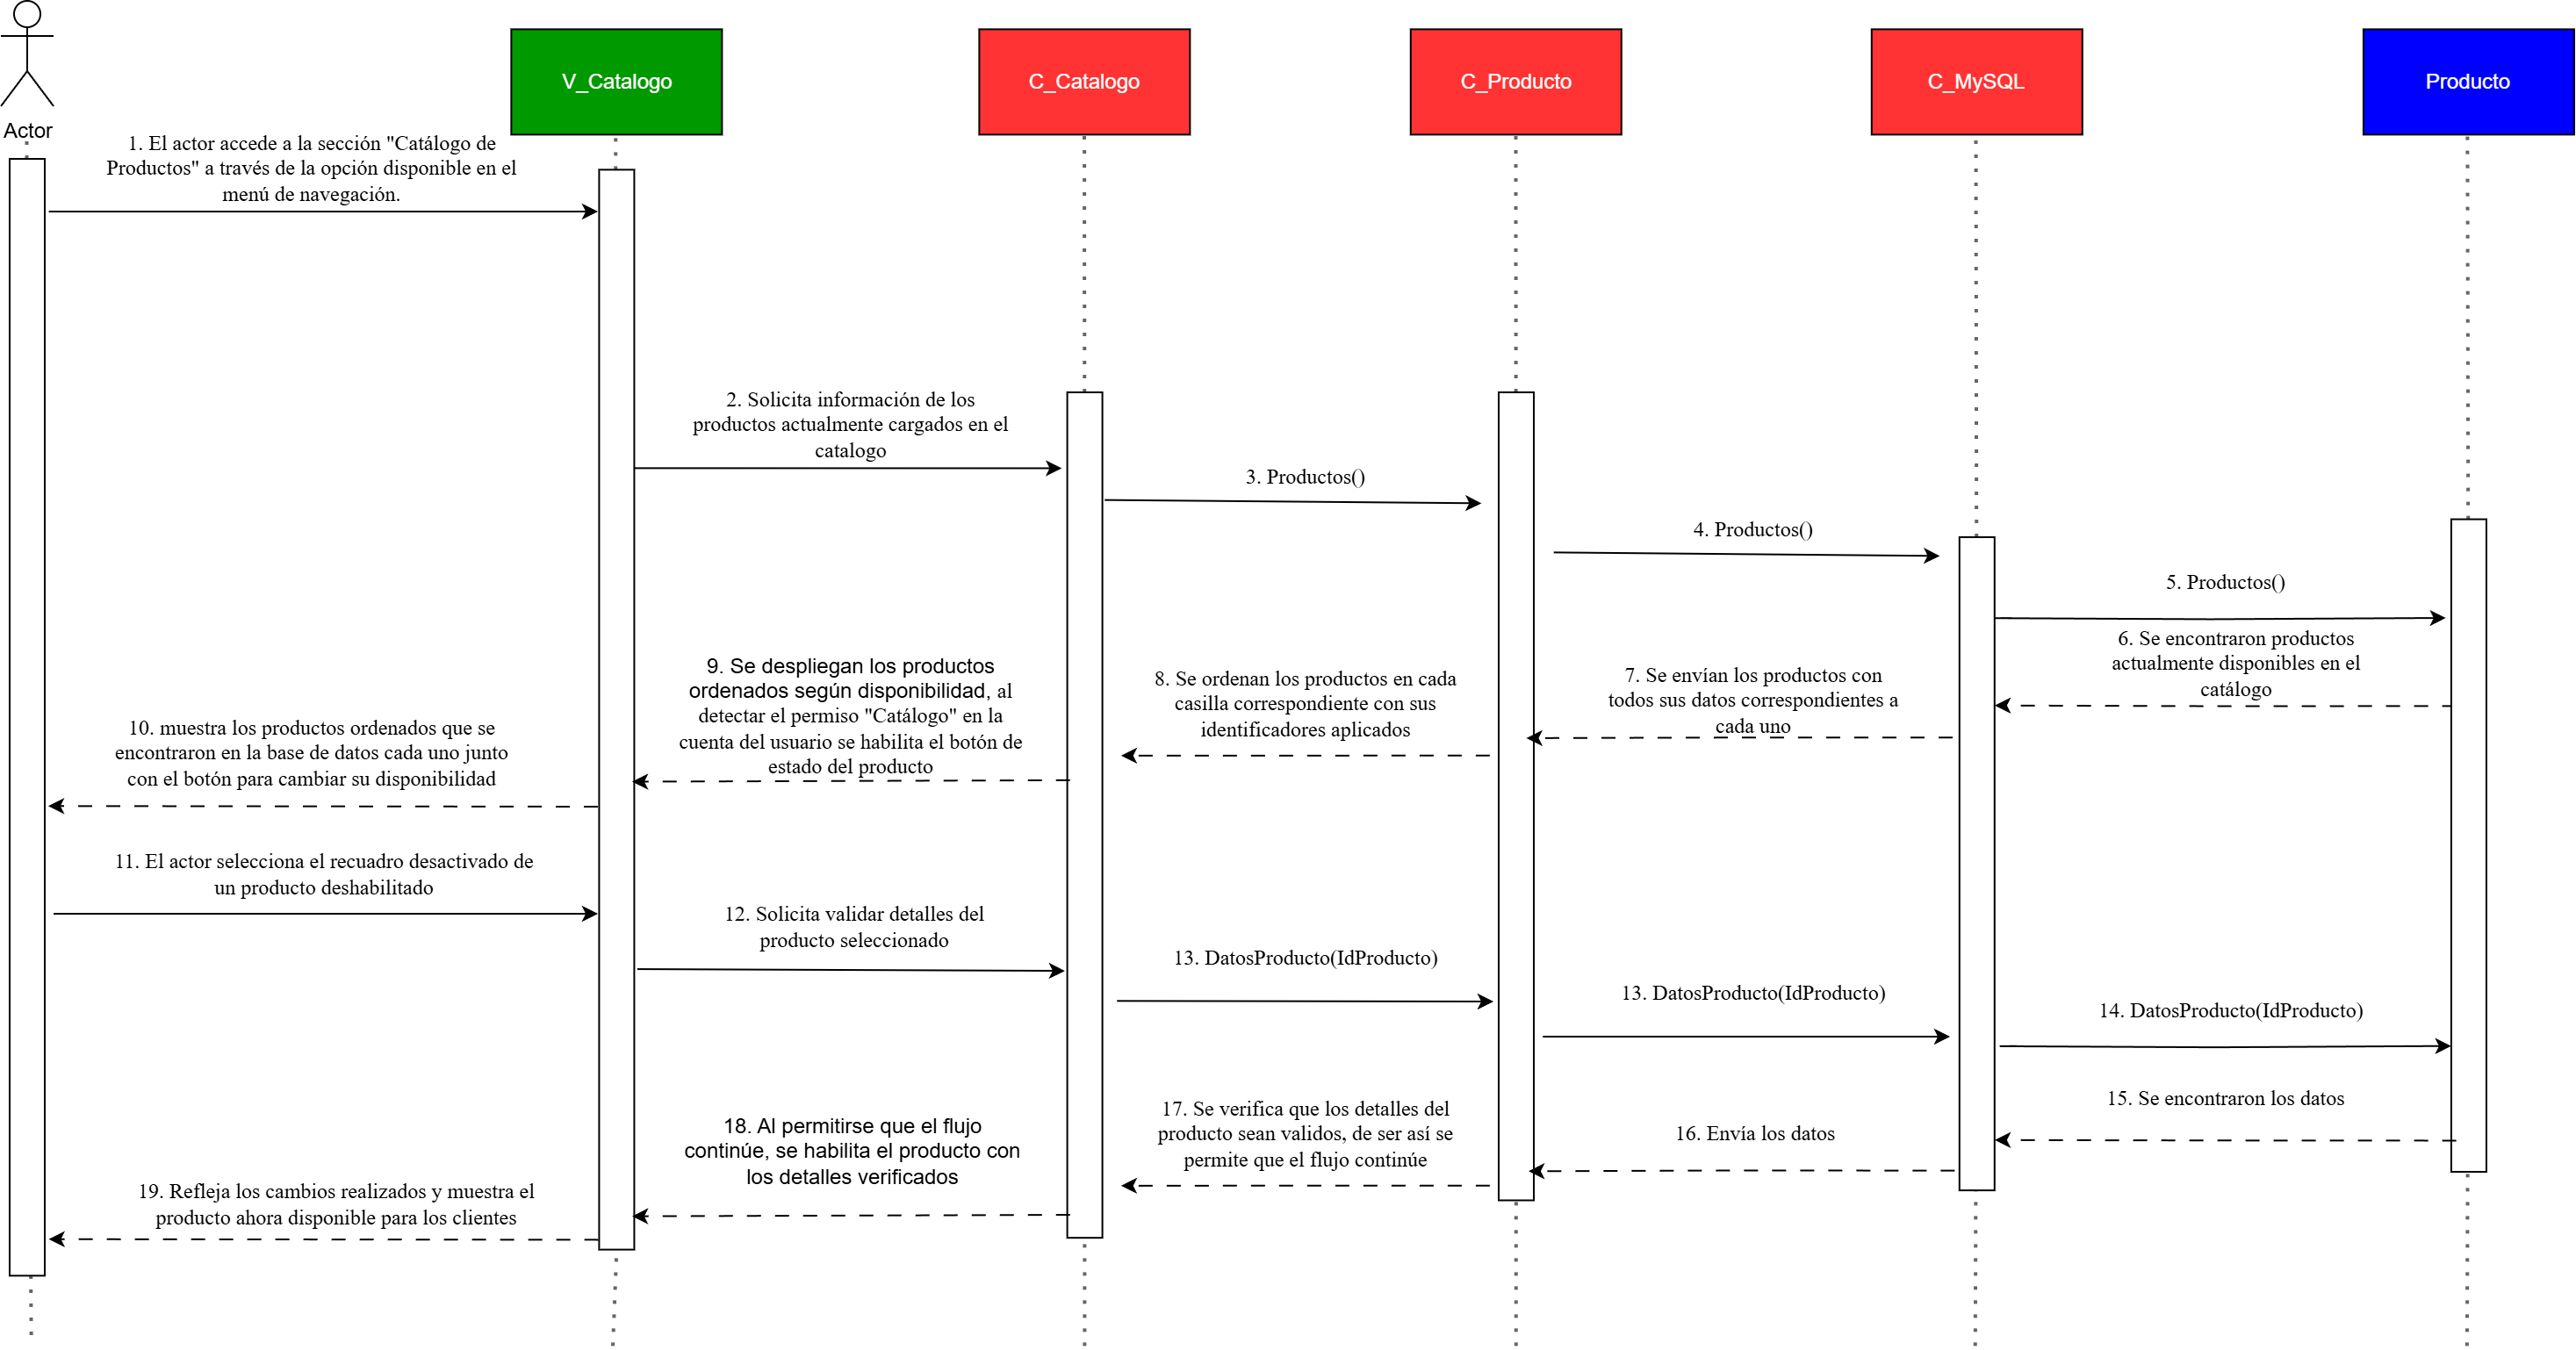 V_Catalogo
C_Catalogo
C_Producto
C_MySQL
Producto
Actor
1. El actor accede a la sección "Catálogo de
Productos" a través de la opción disponible en el
menú de navegación.
2. Solicita información de los
productos actualmente cargados en el
catalogo
3. Productos()
4. Productos()
5. Productos()
6. Se encontraron productos
actualmente disponibles en el
catálogo
7. Se envían los productos con
todos sus datos correspondientes a
cada uno
8. Se ordenan los productos en cada
casilla correspondiente con sus
identificadores aplicados
9. Se despliegan los productos
ordenados según disponibilidad, al
detectar el permiso "Catálogo" en la
cuenta del usuario se habilita el botón de
estado del producto
10. muestra los productos ordenados que se
encontraron en la base de datos cada uno junto
con el botón para cambiar su disponibilidad
11. El actor selecciona el recuadro desactivado de
un producto deshabilitado
12. Solicita validar detalles del
producto seleccionado
13. DatosProducto(IdProducto)
13. DatosProducto(IdProducto)
14. DatosProducto(IdProducto)
15. Se encontraron los datos
16. Envía los datos
17. Se verifica que los detalles del
producto sean validos, de ser así se
permite que el flujo continúe
18. Al permitirse que el flujo
continúe, se habilita el producto con
los detalles verificados
19. Refleja los cambios realizados y muestra el
producto ahora disponible para los clientes